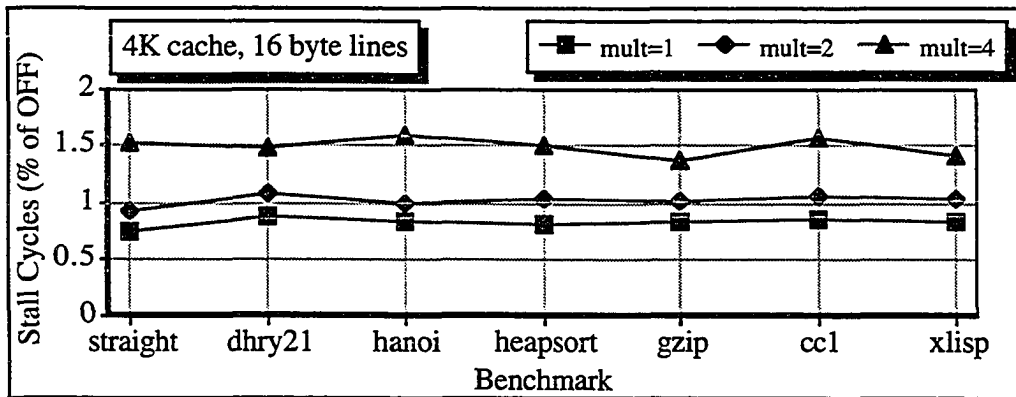 4K cache, 16 byte lines
mult=1 mult=2 mult=4
Stall Cycles (% of OFF)
2
1.5
1
0.5
0
straight dhry21 hanoi heapsort gzip cc1 xlisp
Benchmark